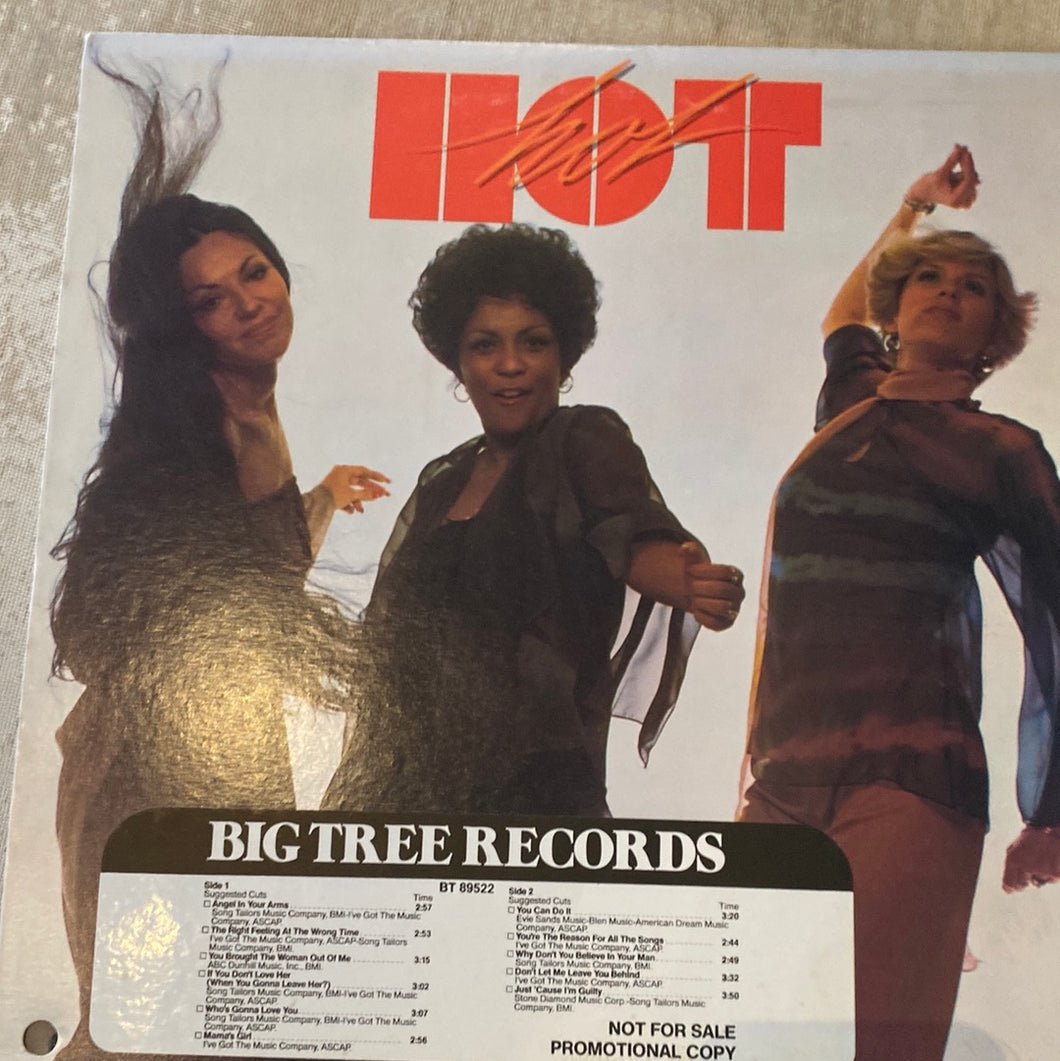 HOT
hot
BIG TREE RECORDS
BT 89522
Side 1
Suggested Cuts Time
□ Angel In Your Arms 2:57
Song Tailors Music Company, BMI-I've Got The Music
Company, ASCAP
□ The Right Feeling At The Wrong Time 2:53
I've Got The Music Company, ASCAP-Song Tailors
Music Company, BMI.
□ You Brought The Woman Out Of Me 3:15
ABC Dunhill Music, Inc., BMI.
□ If You Don't Love Her
(When You Gonna Leave Her?) 3:02
Song Tailors Music Company, BMI-I've Got The Music
Company, ASCAP.
□ Who's Gonna Love You 3:07
Song Tailors Music Company, BMI-I've Got The Music
Company, ASCAP.
□ Mama's Girl 2:56
I've Got The Music Company, ASCAP.
Side 2
Suggested Cuts Time
□ You Can Do It 3:20
Evie Sands Music-Blen Music-American Dream Music
Company, ASCAP
□ You're The Reason For All The Songs 2:44
I've Got The Music Company, ASCAP
□ Why Don't You Believe In Your Man 2:49
Song Tailors Music Company, BMI.
□ Don't Let Me Leave You Behind 3:32
I've Got The Music Company, ASCAP
□ Just 'Cause I'm Guilty 3:50
Stone Diamond Music Corp.-Song Tailors Music
Company, BMI.
NOT FOR SALE
PROMOTIONAL COPY